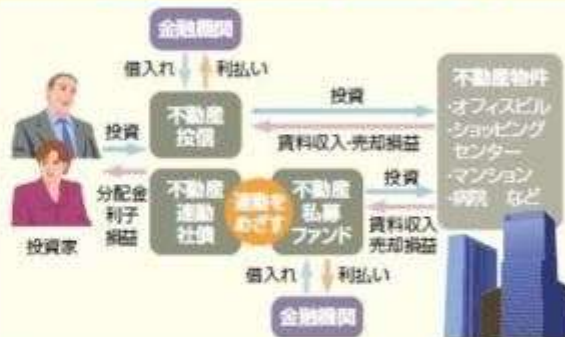 金融機関
借入れ
利払い
不動産
投信
投資
投資
賃料収入・売却損益
不動産物件
・オフィスビル
・ショッピング
センター
・マンション
・病院 など
分配金
利子
損益
投資家
不動産
連動
社債
連動を
めざす
不動産
私募
ファンド
投資
賃料収入
売却損益
借入れ
利払い
金融機関